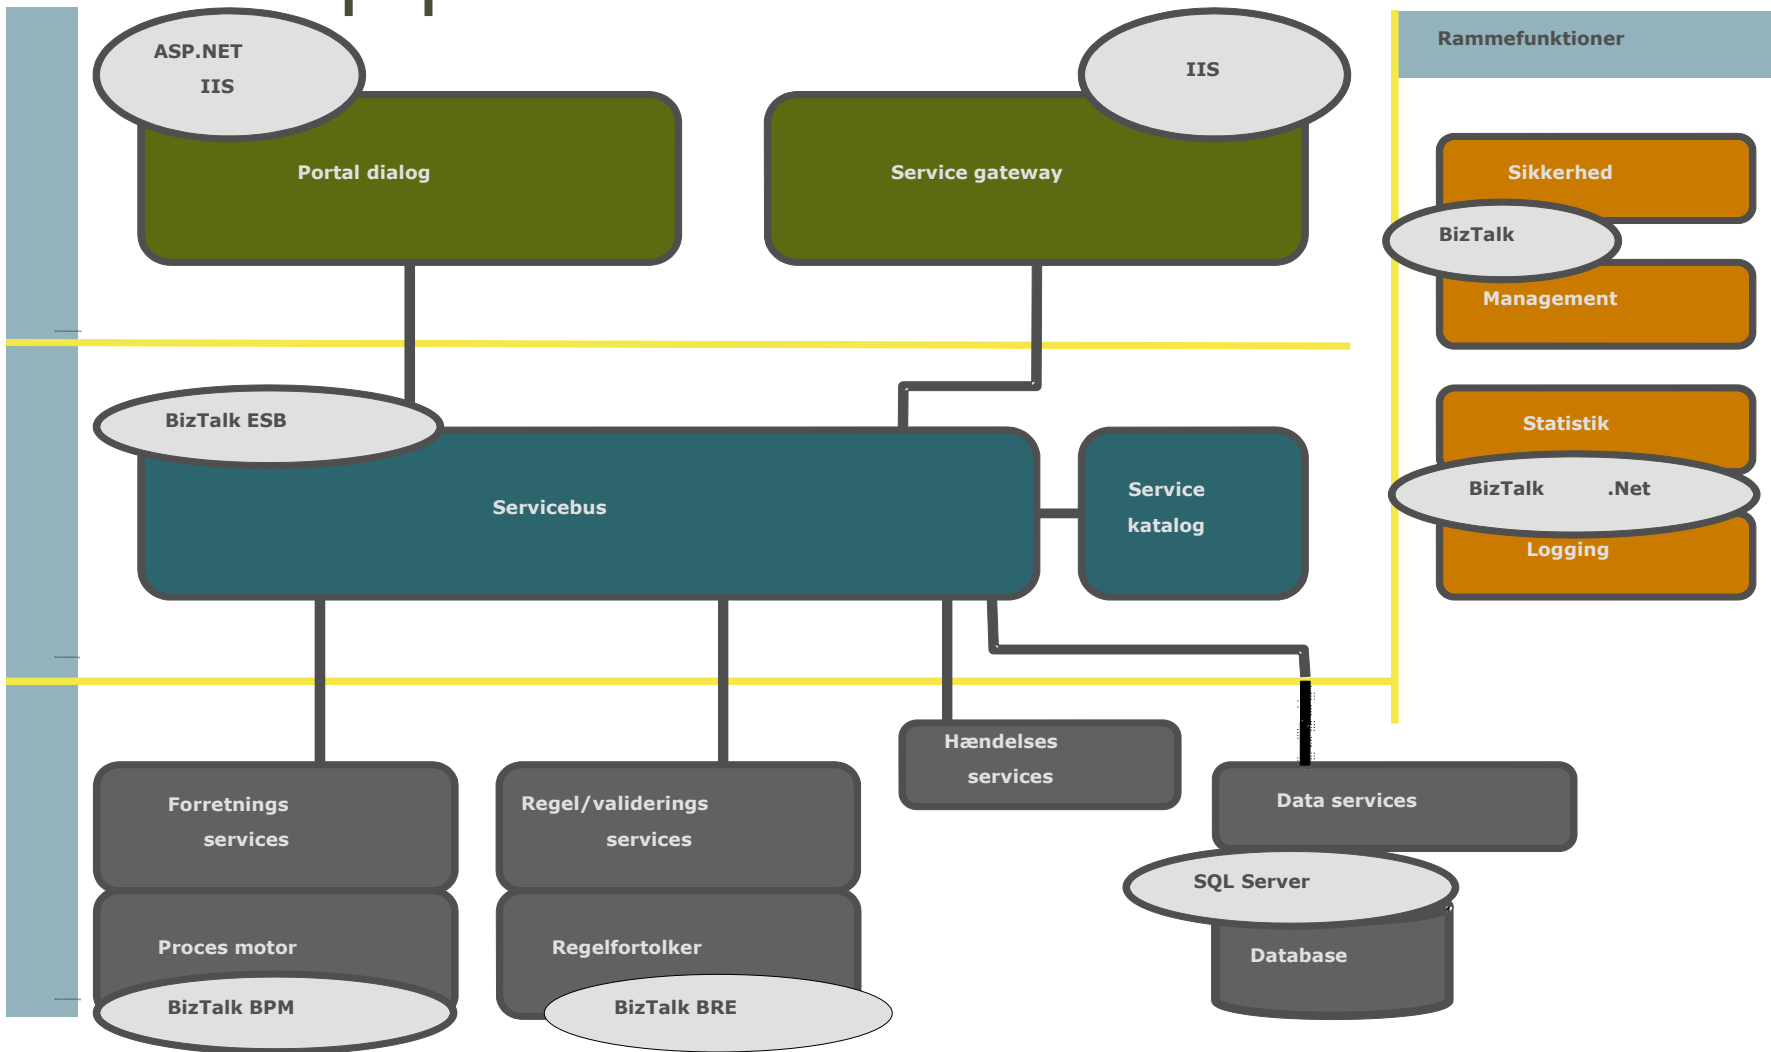 ASP.NET
IIS
IIS
Rammefunktioner
Portal dialog
Service gateway
Sikkerhed
BizTalk
Management
BizTalk ESB
Servicebus
Service
katalog
Statistik
BizTalk .Net
Logging
Hændelses
services
Forretnings
services
Regel/validerings
services
Data services
SQL Server
Proces motor
Regelfortolker
Database
BizTalk BPM
BizTalk BRE